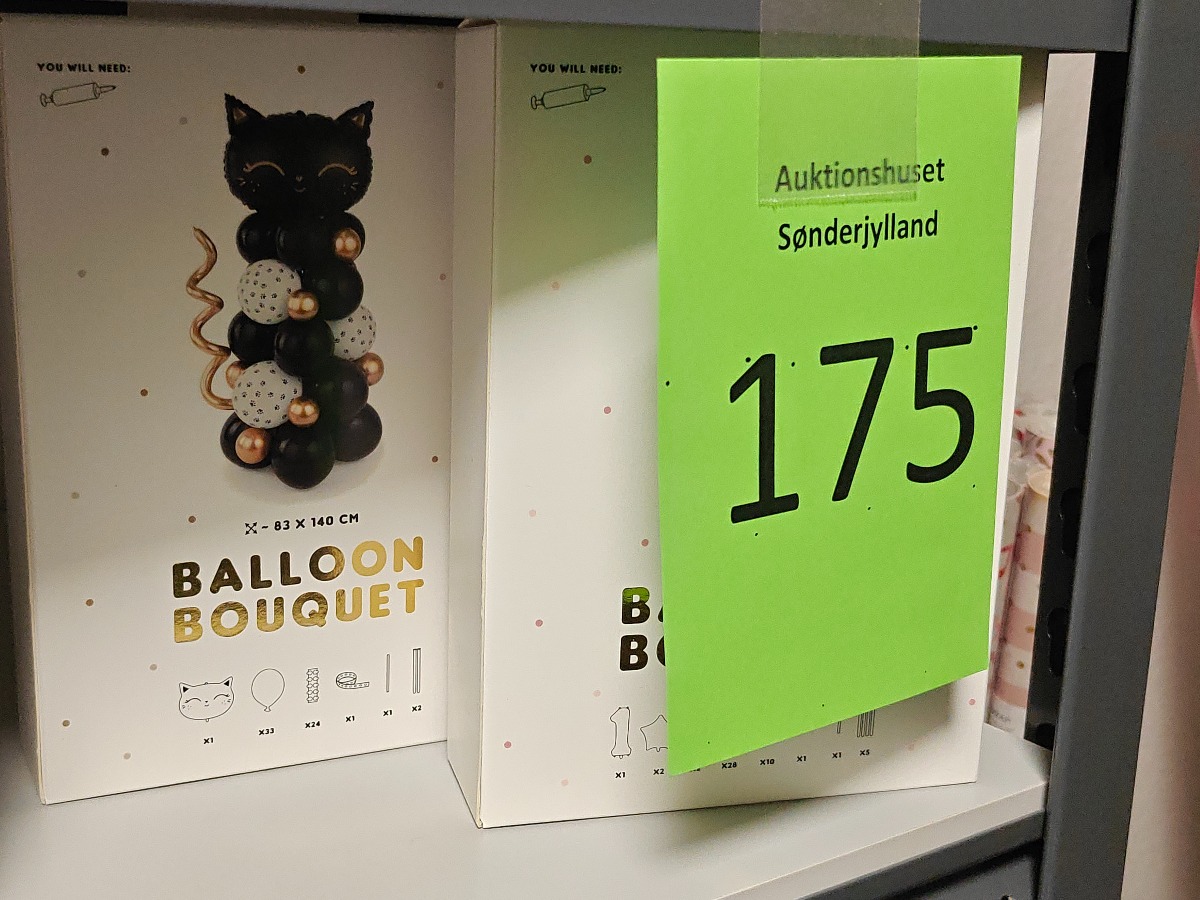 YOU WILL NEED:
~ 83 X 140 CM
BALLOON
BOUQUET
X1
X33
X24
X1
X1
X2
YOU WILL NEED:
Auktionshuset
Sønderjylland
175
X1
X2
X28
X10
X1
X1
X5